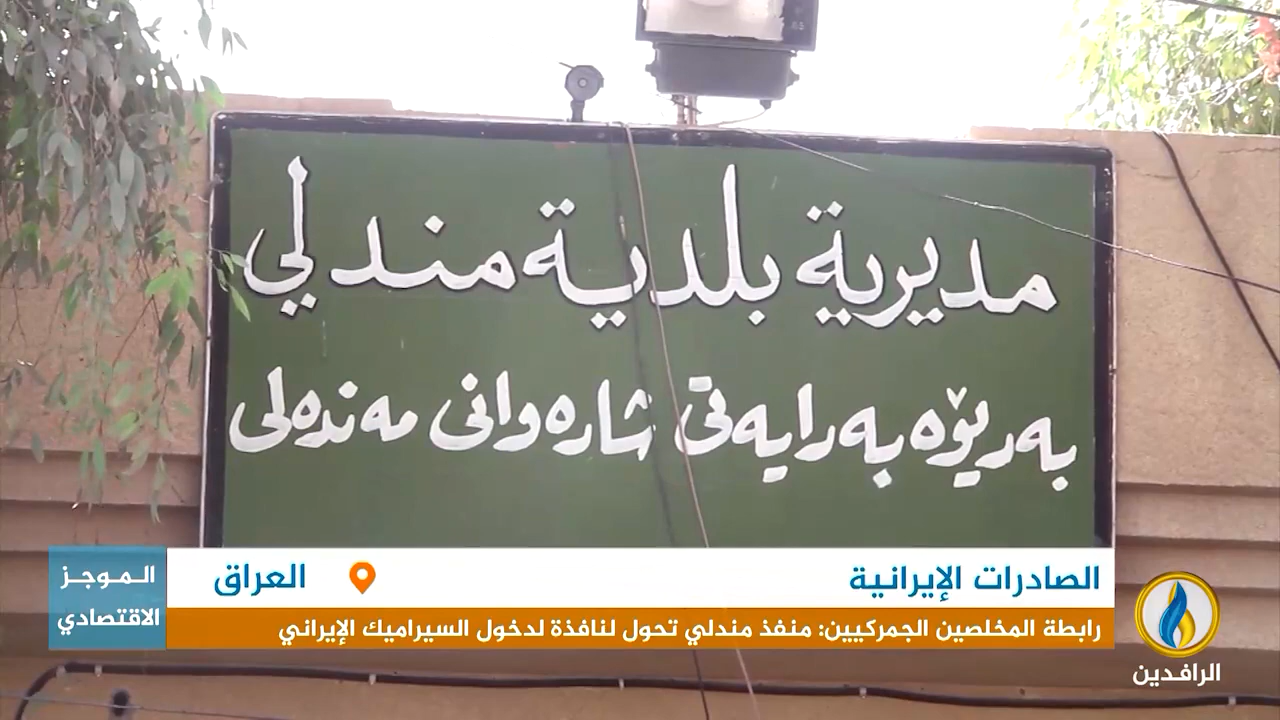 مديرية بلدية مندلي
بەرێوەبەرایەتی شارەوانی مەندەلی
الصادرات الإيرانية
العراق
الموجز
الاقتصادي
رابطة المخلصين الجمركيين: منفذ مندلي تحول لنافذة لدخول السيراميك الإيراني
الرافدين